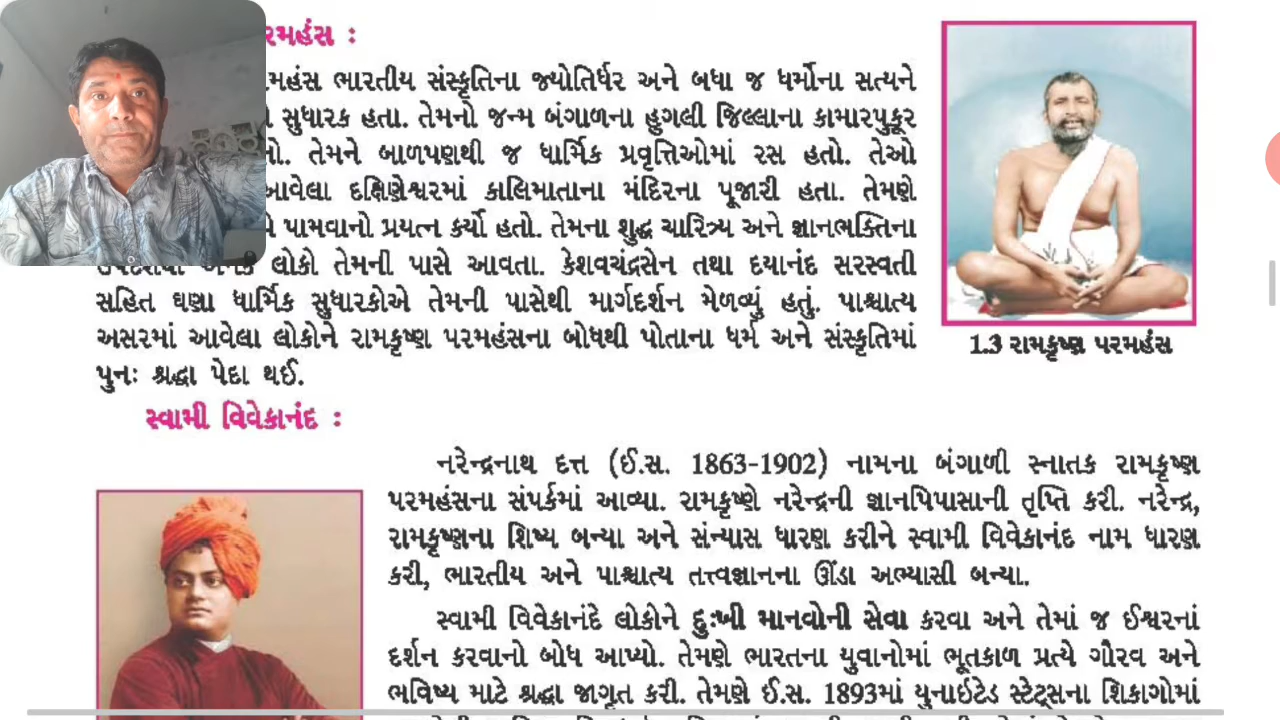 રમહંસ :
મહંસ ભારતીય સંસ્કૃતિના જ્યોતિર્ધર અને બધા જ ધર્મોના સત્યને
સુધારક હતા. તેમનો જન્મ બંગાળના હુગલી જિલ્લાના કામારપુકૂર
તેમને બાળપણથી જ ધાર્મિક પ્રવૃત્તિઓમાં રસ હતો. તેઓ
આવેલા દક્ષિણેશ્વરમાં કાલિમાતાના મંદિરના પૂજારી હતા. તેમણે
પામવાનો પ્રયત્ન કર્યો હતો. તેમના શુદ્ધ ચારિત્ર્ય અને જ્ઞાનભક્તિના
લોકો તેમની પાસે આવતા. કેશવચંદ્રસેન તથા દયાનંદ સરસ્વતી
સહિત ઘણા ધાર્મિક સુધારકોએ તેમની પાસેથી માર્ગદર્શન મેળવ્યું હતું. પાશ્ચાત્ય
અસરમાં આવેલા લોકોને રામકૃષ્ણ પરમહંસના બોધથી પોતાના ધર્મ અને સંસ્કૃતિમાં
પુનઃ શ્રદ્ધા પેદા થઈ.
1.3 રામકૃષ્ણ પરમહંસ
સ્વામી વિવેકાનંદ :
નરેન્દ્રનાથ દત્ત (ઈ.સ. 1863-1902) નામના બંગાળી સ્નાતક રામકૃષ્ણ
પરમહંસના સંપર્કમાં આવ્યા. રામકૃષ્ણે નરેન્દ્રની જ્ઞાનપિપાસાની તૃપ્તિ કરી. નરેન્દ્ર,
રામકૃષ્ણના શિષ્ય બન્યા અને સંન્યાસ ધારણ કરીને સ્વામી વિવેકાનંદ નામ ધારણ
કરી, ભારતીય અને પાશ્ચાત્ય તત્ત્વજ્ઞાનના ઊંડા અભ્યાસી બન્યા.
સ્વામી વિવેકાનંદે લોકોને દુઃખી માનવોની સેવા કરવા અને તેમાં જ ઈશ્વરનાં
દર્શન કરવાનો બોધ આપ્યો. તેમણે ભારતના યુવાનોમાં ભૂતકાળ પ્રત્યે ગૌરવ અને
ભવિષ્ય માટે શ્રદ્ધા જાગૃત કરી. તેમણે ઈ.સ. 1893માં યુનાઇટેડ સ્ટેટ્સના શિકાગોમાં